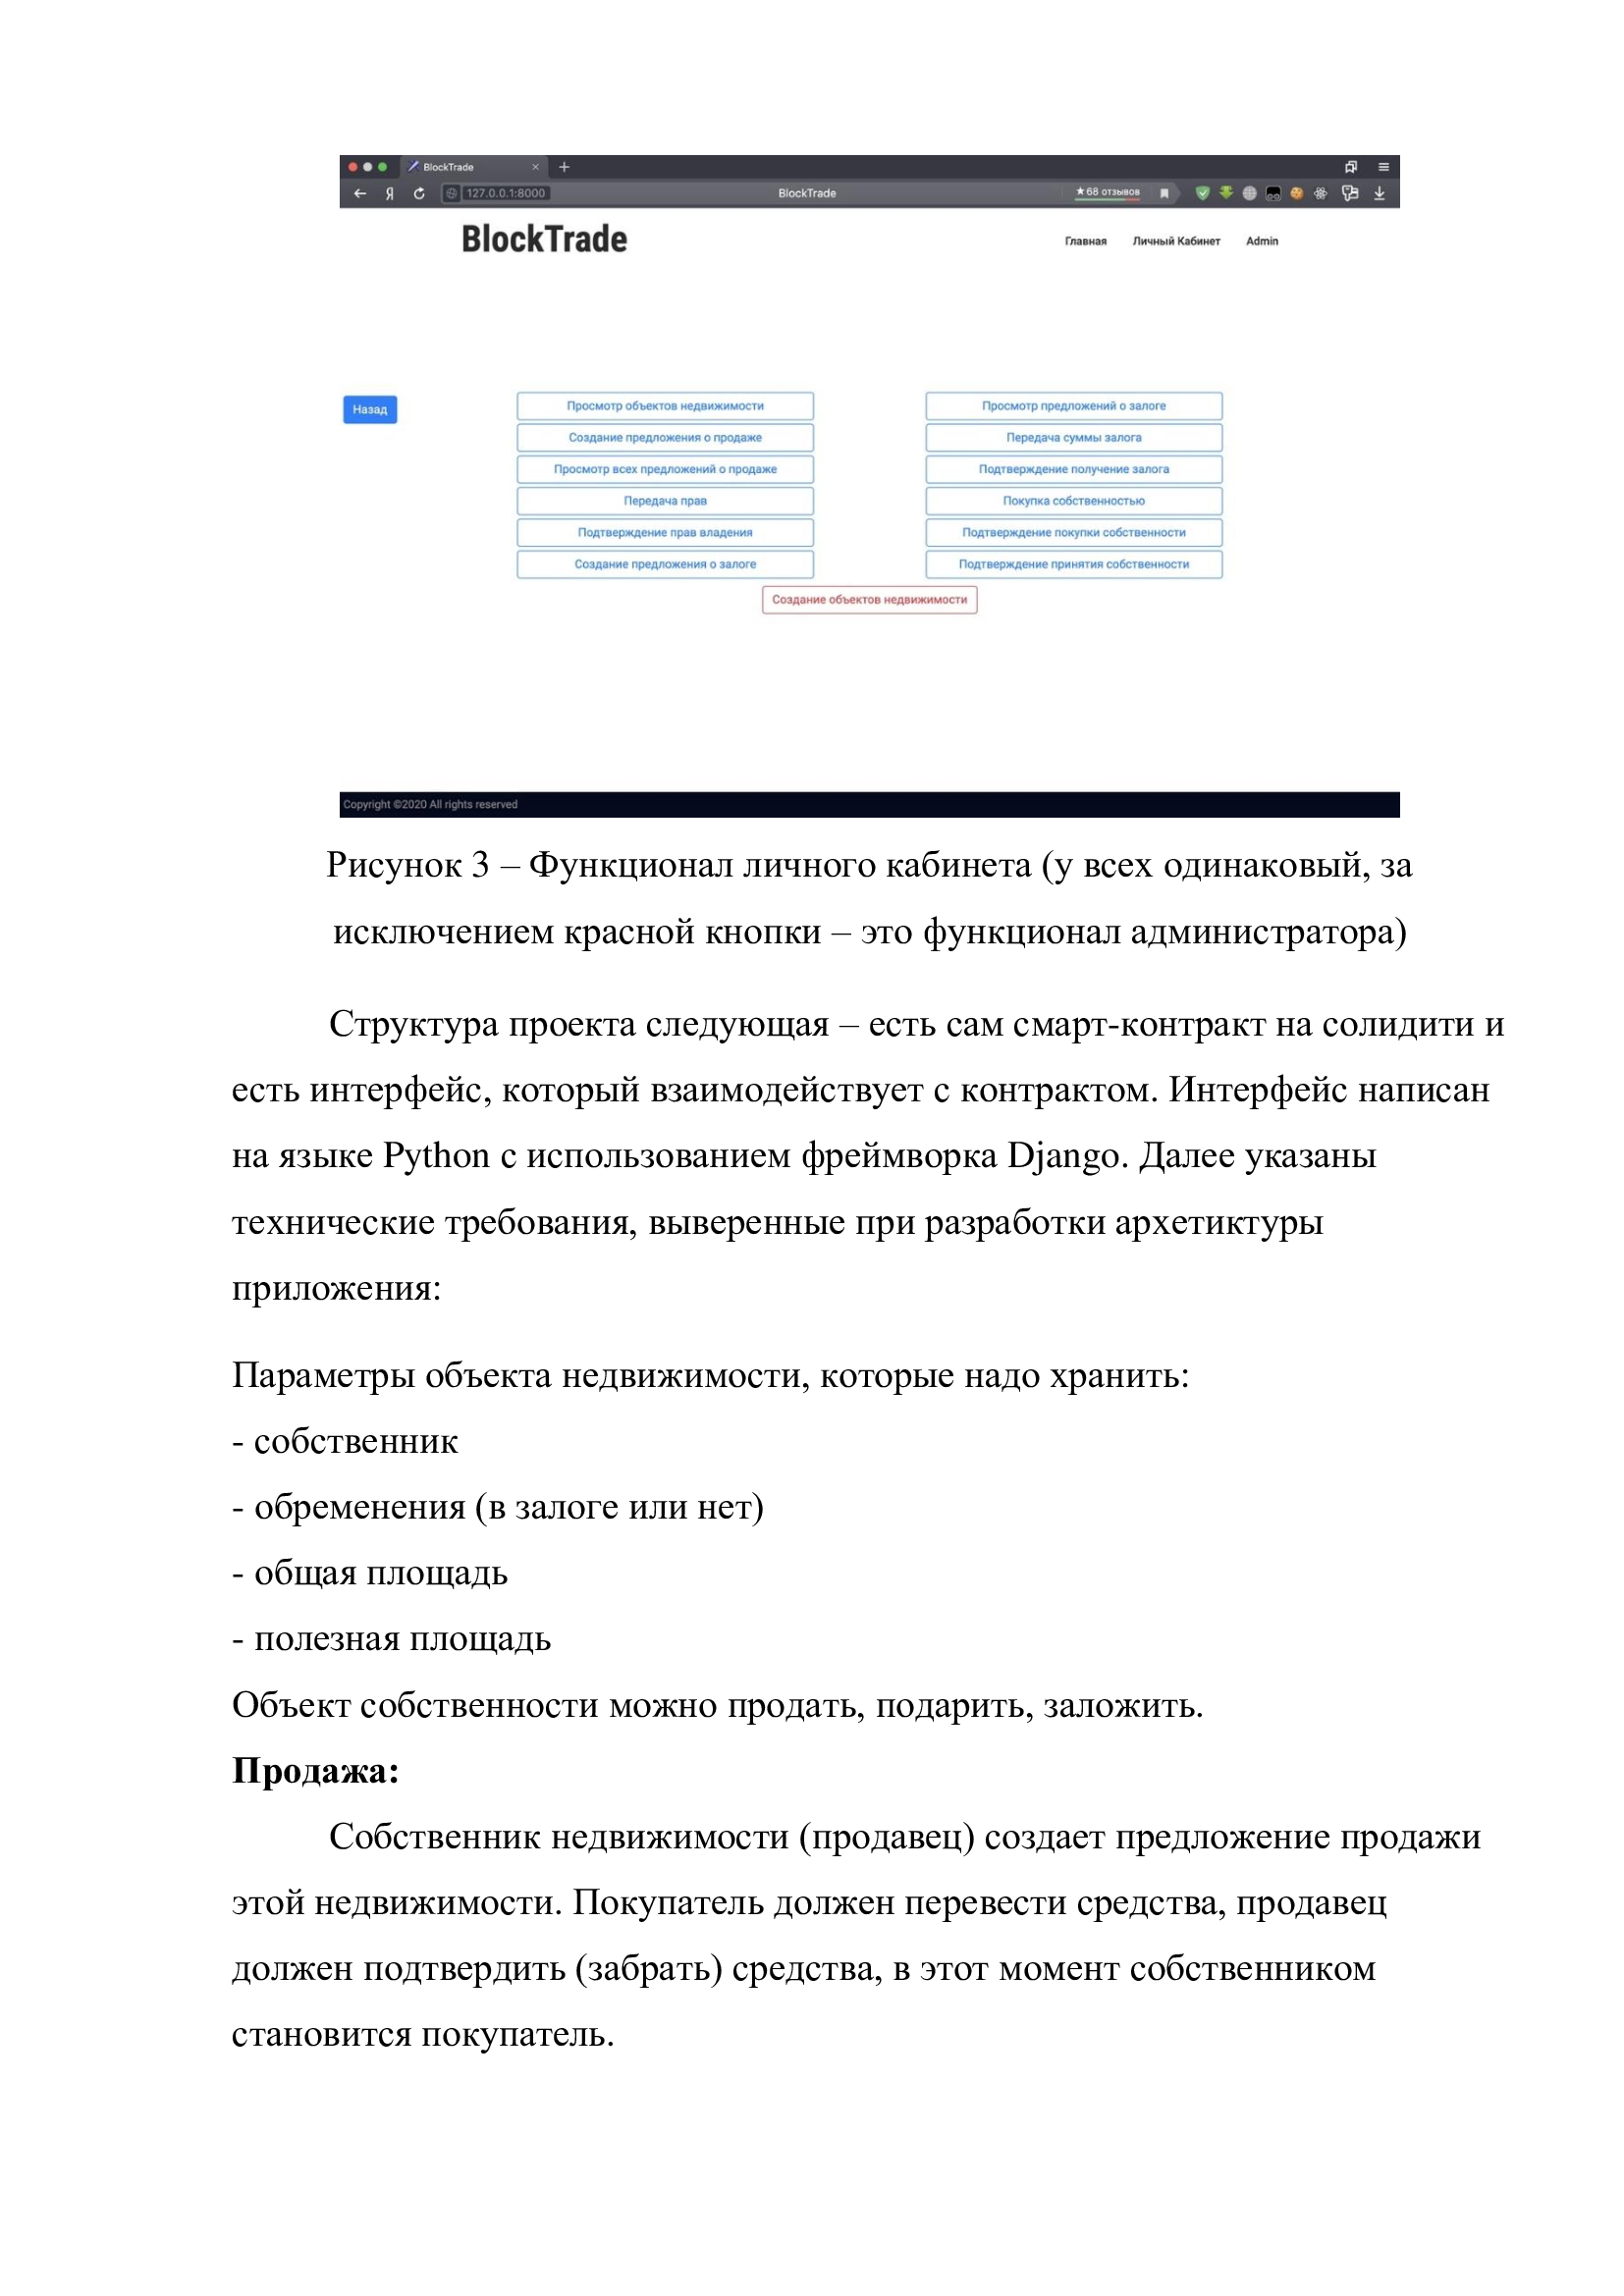 BlockTrade
127.0.0.1:8000
BlockTrade
★68 отзывов
BlockTrade
Главная Личный Кабинет Admin
Назад
Просмотр объектов недвижимости
Создание предложения о продаже
Просмотр всех предложений о продаже
Передача прав
Подтверждение прав владения
Создание предложения о залоге
Просмотр предложений о залоге
Передача суммы залога
Подтверждение получение залога
Покупка собственностью
Подтверждение покупки собственности
Подтверждение принятия собственности
Создание объектов недвижимости
Copyright ©2020 All rights reserved
Рисунок 3 – Функционал личного кабинета (у всех одинаковый, за
исключением красной кнопки – это функционал администратора)
Структура проекта следующая – есть сам смарт-контракт на солидити и
есть интерфейс, который взаимодействует с контрактом. Интерфейс написан
на языке Python с использованием фреймворка Django. Далее указаны
технические требования, выверенные при разработки архетиктуры
приложения:
Параметры объекта недвижимости, которые надо хранить:
- собственник
- обременения (в залоге или нет)
- общая площадь
- полезная площадь
Объект собственности можно продать, подарить, заложить.
Продажа:
Собственник недвижимости (продавец) создает предложение продажи
этой недвижимости. Покупатель должен перевести средства, продавец
должен подтвердить (забрать) средства, в этот момент собственником
становится покупатель.